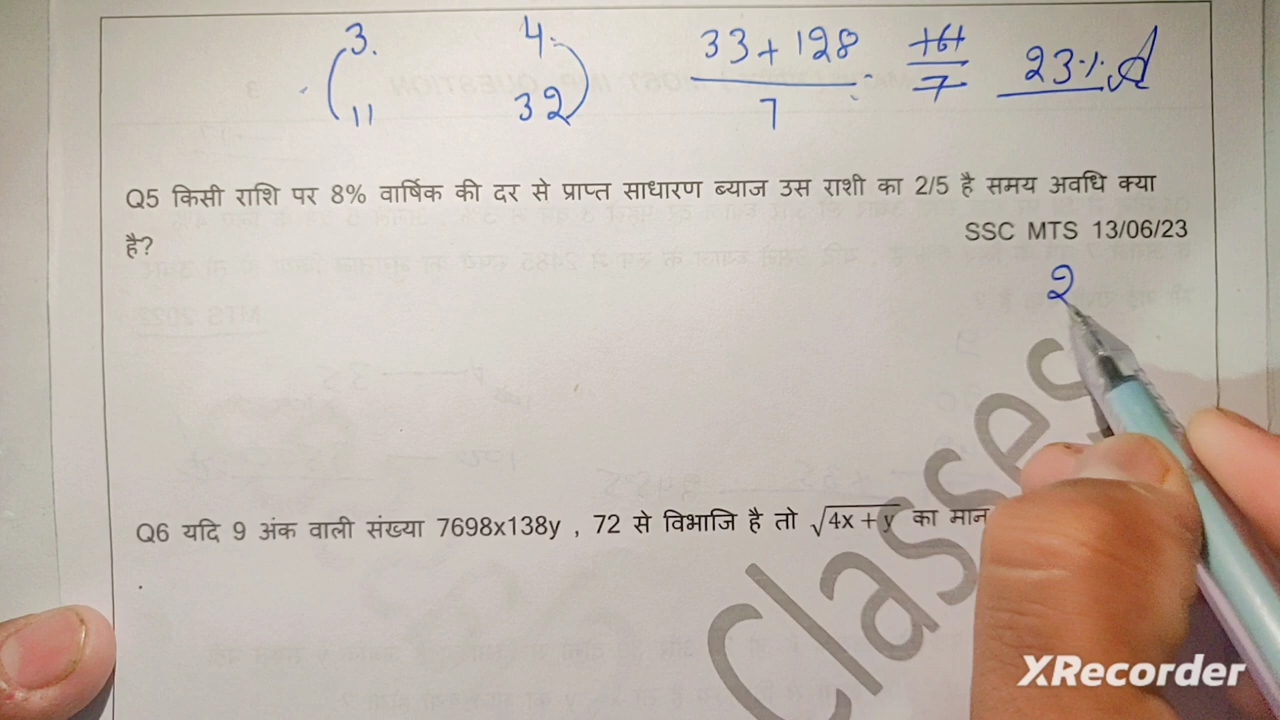 3. 4.
33 + 128 161 23%. A
11 32 7 7
Q5 किसी राशि पर 8% वार्षिक की दर से प्राप्त साधारण ब्याज उस राशी का 2/5 है समय अवधि क्या
है? SSC MTS 13/06/23
2
Q6 यदि 9 अंक वाली संख्या 7698x138y , 72 से विभाजि है तो √4x + y का मान
Classes
XRecorder